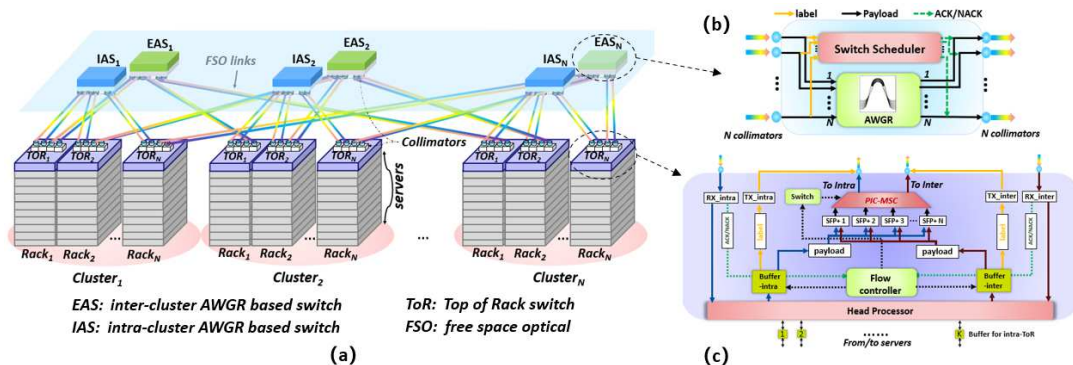 EAS1
EAS2
EASN
IAS1
IAS2
IASN
FSO links
Collimators
TOR1 TOR2 TORN
TOR1 TOR2 TORN
TOR1 TOR2 TORN
servers
... ... ...
Rack1 Rack2 RackN
Rack1 Rack2 RackN
Rack1 Rack2 RackN
Cluster1
Cluster2
ClusterN
......
EAS: inter-cluster AWGR based switch
ToR: Top of Rack switch
IAS: intra-cluster AWGR based switch
FSO: free space optical
(a)
(b)
label
Payload
ACK/NACK
Switch Scheduler
1
N
AWGR
1
N
N collimators
N collimators
To Intra
To Inter
RX_intra
TX_intra
Switch
PIC-MSC
TX_inter
RX_inter
SFP+ 1
SFP+ 2
SFP+ 3
SFP+ N
ACK/NACK
label
payload
payload
label
ACK/NACK
Buffer
-intra
Flow
controller
Buffer
-inter
Head Processor
1
2
......
K
Buffer for intra-ToR
From/to servers
(c)